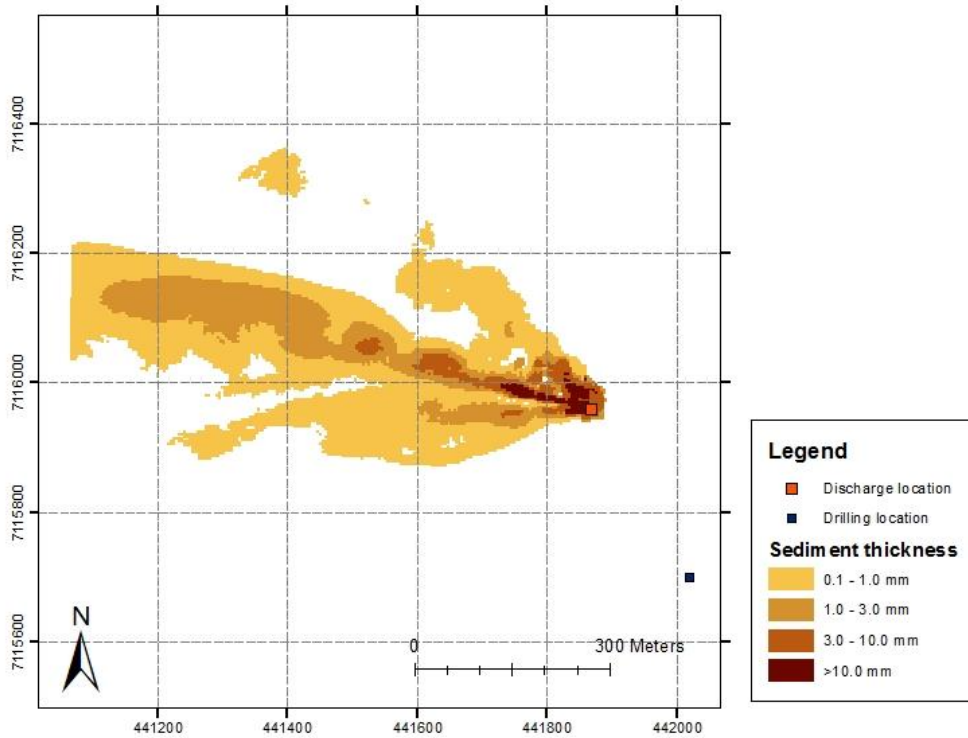 7116400
7116200
7116000
7115800
7115600
N
0 300 Meters
441200 441400 441600 441800 442000
Legend
Discharge location
Drilling location
Sediment thickness
0.1 - 1.0 mm
1.0 - 3.0 mm
3.0 - 10.0 mm
>10.0 mm